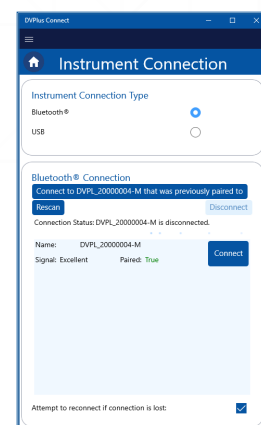 DVPlus Connect
Instrument Connection
Instrument Connection Type
Bluetooth®
USB
Bluetooth® Connection
Connect to DVPL_20000004-M that was previously paired to
Rescan Disconnect
Connection Status: DVPL_20000004-M is disconnected.
Name: DVPL_20000004-M
Signal: Excellent Paired: True
Connect
Attempt to reconnect if connection is lost: